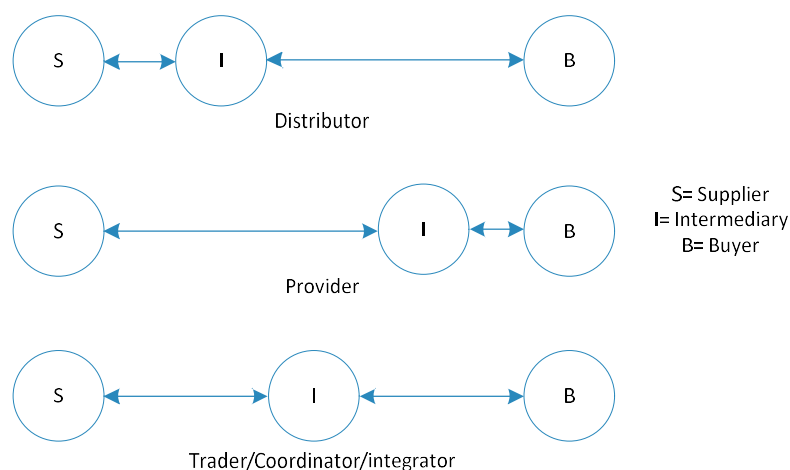 S I B
Distributor
S I B
Provider
S= Supplier
I= Intermediary
B= Buyer
S I B
Trader/Coordinator/integrator